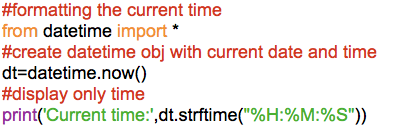 #formatting the current time
from datetime import *
#create datetime obj with current date and time
dt=datetime.now()
#display only time
print('Current time:',dt.strftime("%H:%M:%S"))